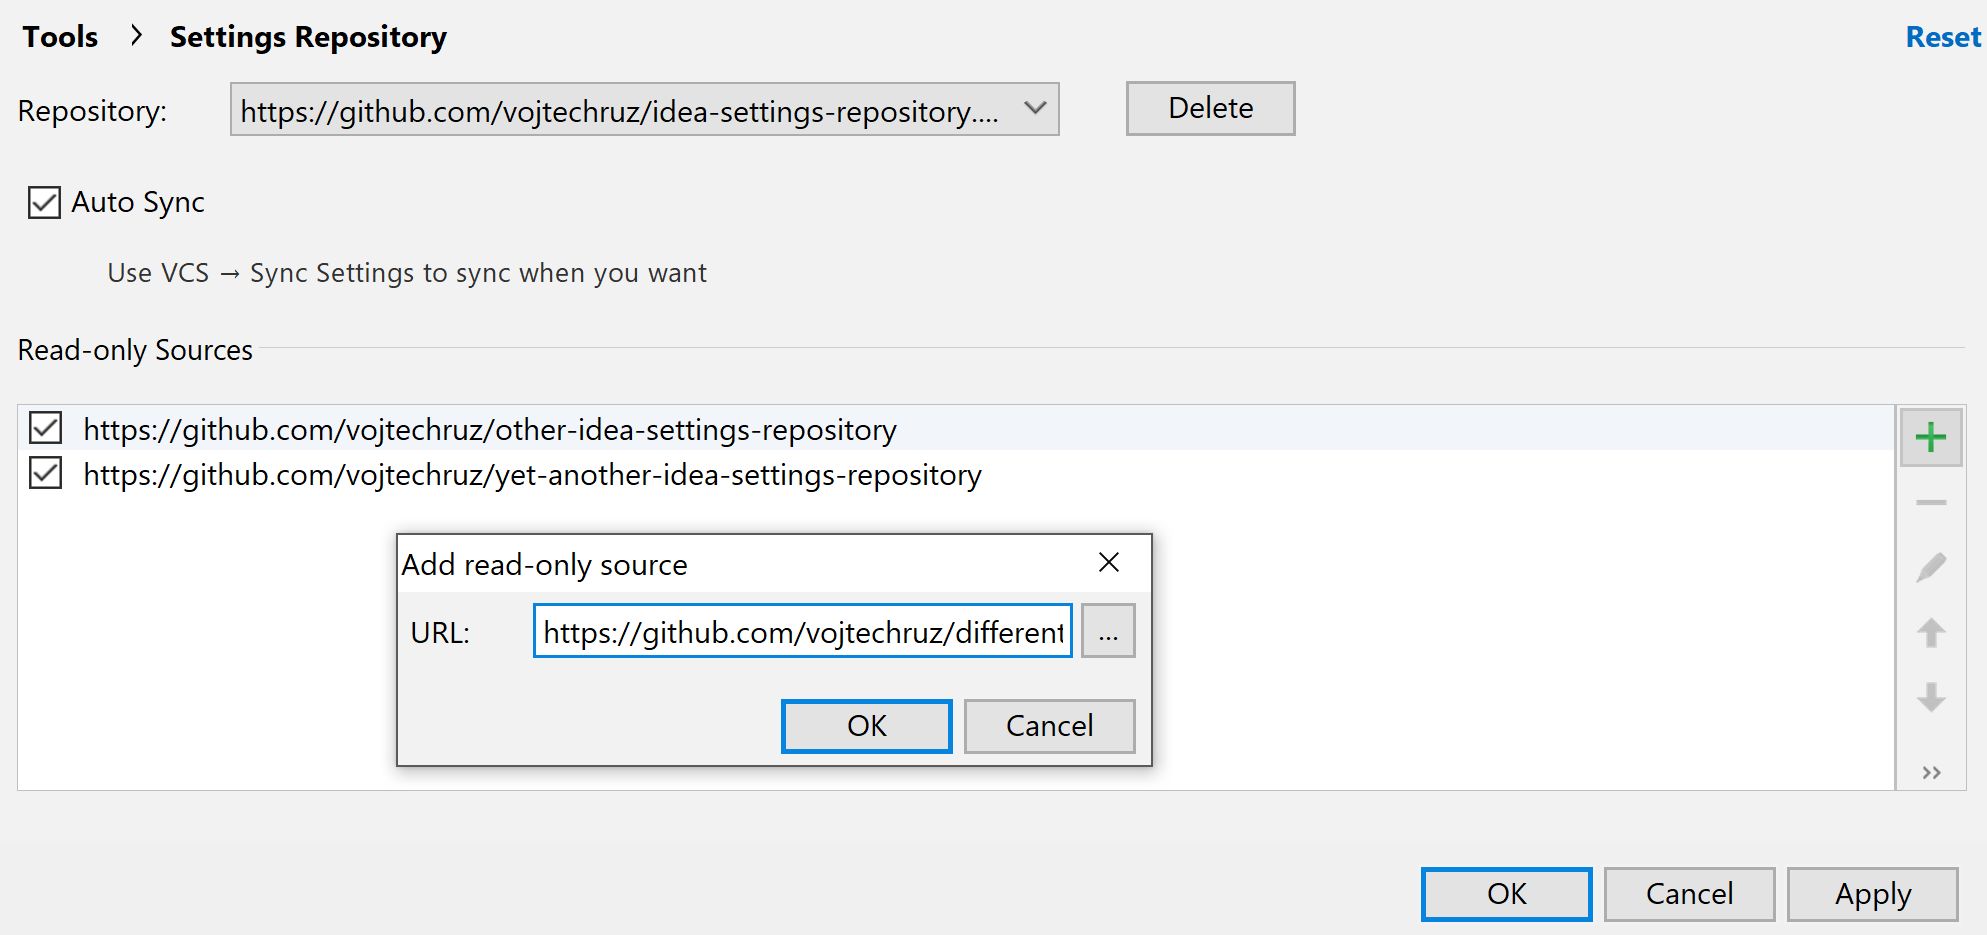 Tools > Settings Repository Reset
Repository: https://github.com/vojtechruz/idea-settings-repository.... Delete
Auto Sync
Use VCS → Sync Settings to sync when you want
Read-only Sources
https://github.com/vojtechruz/other-idea-settings-repository
https://github.com/vojtechruz/yet-another-idea-settings-repository
Add read-only source
URL: https://github.com/vojtechruz/different ...
OK Cancel
OK Cancel Apply